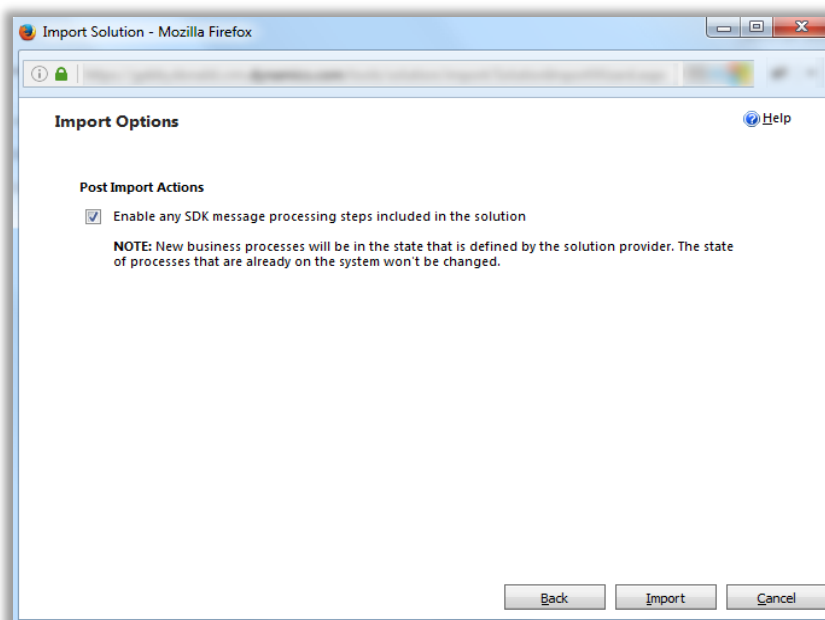 Import Solution - Mozilla Firefox
Import Options
Help
Post Import Actions
Enable any SDK message processing steps included in the solution
NOTE: New business processes will be in the state that is defined by the solution provider. The state
of processes that are already on the system won't be changed.
Back
Import
Cancel